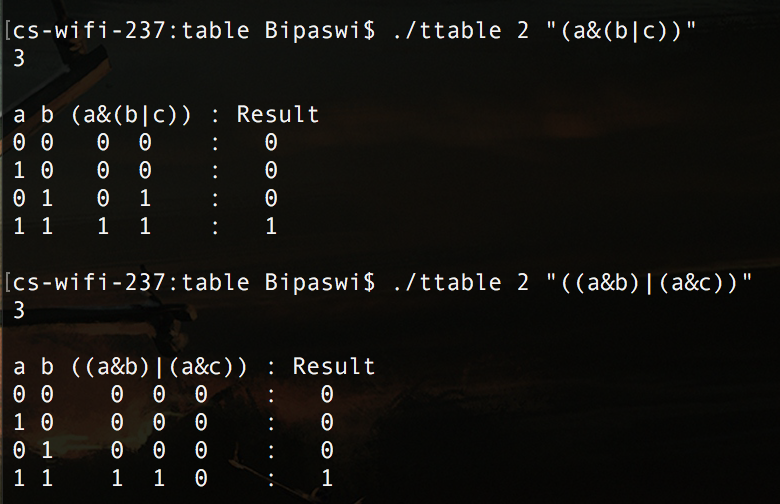 [cs-wifi-237:table Bipaswi$ ./ttable 2 "(a&(b|c))"
3
a b (a&(b|c)) : Result
0 0   0 0    :   0
1 0   0 0    :   0
0 1   0 1    :   0
1 1   1 1    :   1
[cs-wifi-237:table Bipaswi$ ./ttable 2 "((a&b)|(a&c))"
3
a b ((a&b)|(a&c)) : Result
0 0    0  0  0    :   0
1 0    0  0  0    :   0
0 1    0  0  0    :   0
1 1    1  1  0    :   1